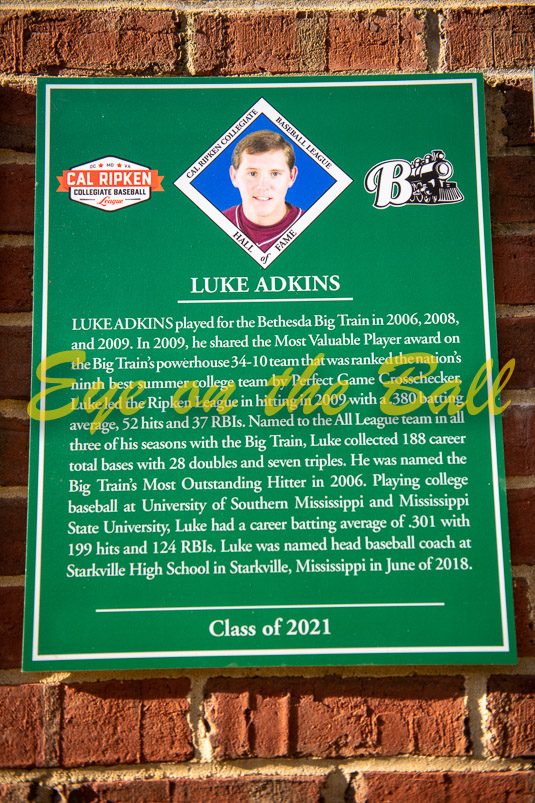 CAL RIPKEN COLLEGIATE BASEBALL LEAGUE
DC ★ MD ★ VA
CAL RIPKEN
COLLEGIATE BASEBALL
League
B
HALL of FAME
LUKE ADKINS
LUKE ADKINS played for the Bethesda Big Train in 2006, 2008,
and 2009. In 2009, he shared the Most Valuable Player award on
the Big Train's powerhouse 34-10 team that was ranked the nation's
ninth best summer college team by Perfect Game Crosschecker.
Luke led the Ripken League in hitting in 2009 with a .380 batting
average, 52 hits and 37 RBIs. Named to the All League team in all
three of his seasons with the Big Train, Luke collected 188 career
total bases with 28 doubles and seven triples. He was named the
Big Train's Most Outstanding Hitter in 2006. Playing college
baseball at University of Southern Mississippi and Mississippi
State University, Luke had a career batting average of .301 with
199 hits and 124 RBIs. Luke was named head baseball coach at
Starkville High School in Starkville, Mississippi in June of 2018.
Eye on the Ball
Class of 2021